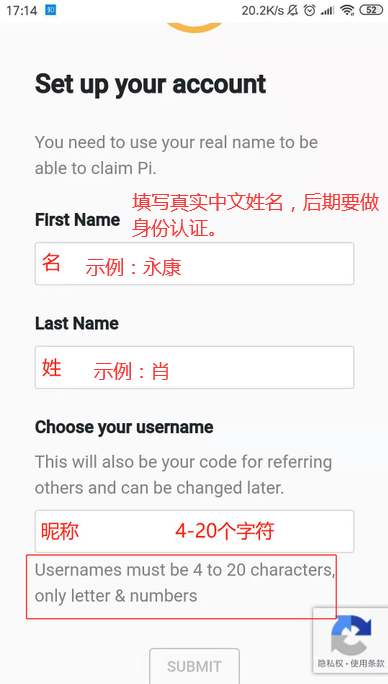 17:14 20.2K/s 52
Set up your account
You need to use your real name to be
able to claim Pi.
填写真实中文姓名，后期要做
身份认证。
First Name
名 示例：永康
Last Name
姓 示例：肖
Choose your username
This will also be your code for referring
others and can be changed later.
昵称 4-20个字符
Usernames must be 4 to 20 characters,
only letter & numbers
隐私权 - 使用条款
SUBMIT